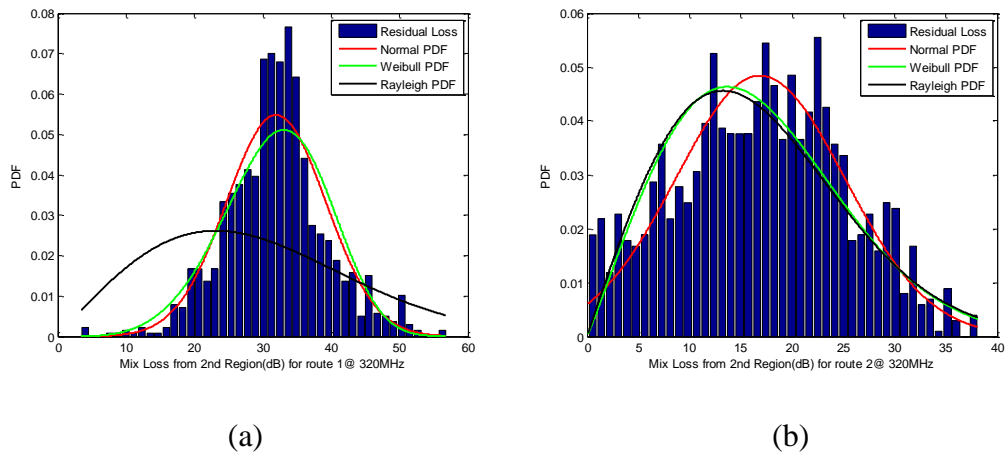 0.08
0.07
0.06
0.05
0.04
0.03
0.02
0.01
0
PDF
0 10 20 30 40 50 60
Mix Loss from 2nd Region(dB) for route 1@ 320MHz
Residual Loss
Normal PDF
Weibull PDF
Rayleigh PDF
(a)
0.06
0.05
0.04
0.03
0.02
0.01
0
PDF
0 5 10 15 20 25 30 35 40
Mix Loss from 2nd Region(dB) for route 2@ 320MHz
Residual Loss
Normal PDF
Weibull PDF
Rayleigh PDF
(b)